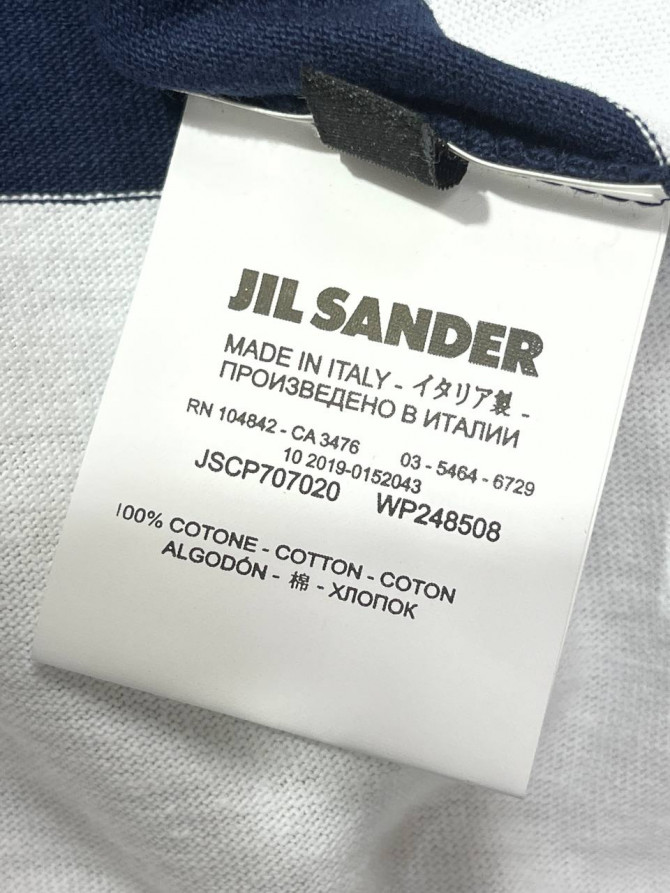 JIL SANDER
MADE IN ITALY - イタリア製 -
ПРОИЗВЕДЕНО В ИТАЛИИ
RN 104842 - CA 3476 03 - 5464 - 6729
10 2019-0152043
JSCP707020 WP248508
100% COTONE - COTTON - COTON
ALGODÓN - 棉 - ХЛОПОК